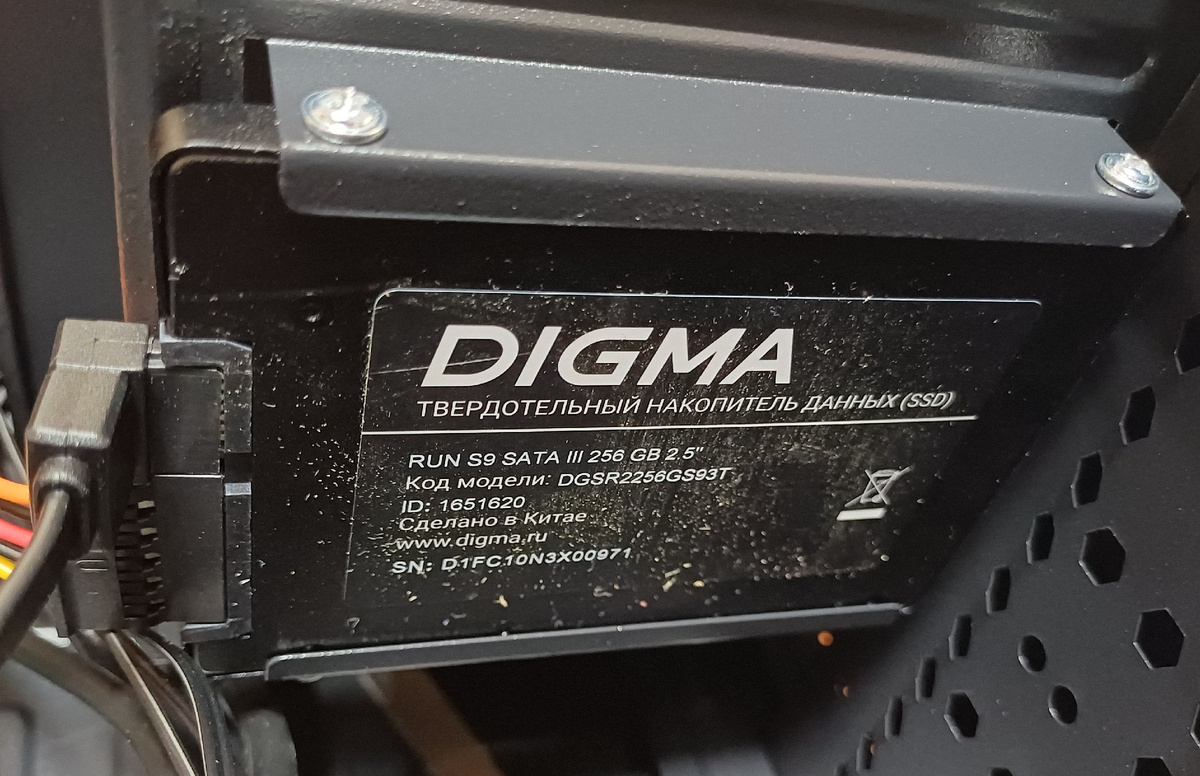 DIGMA
ТВЕРДОТЕЛЬНЫЙ НАКОПИТЕЛЬ ДАННЫХ (SSD)
RUN S9 SATA III 256 GB 2.5"
Код модели: DGSR2256GS93T
ID: 1651620
Сделано в Китае
www.digma.ru
SN: D1FC10N3X00971